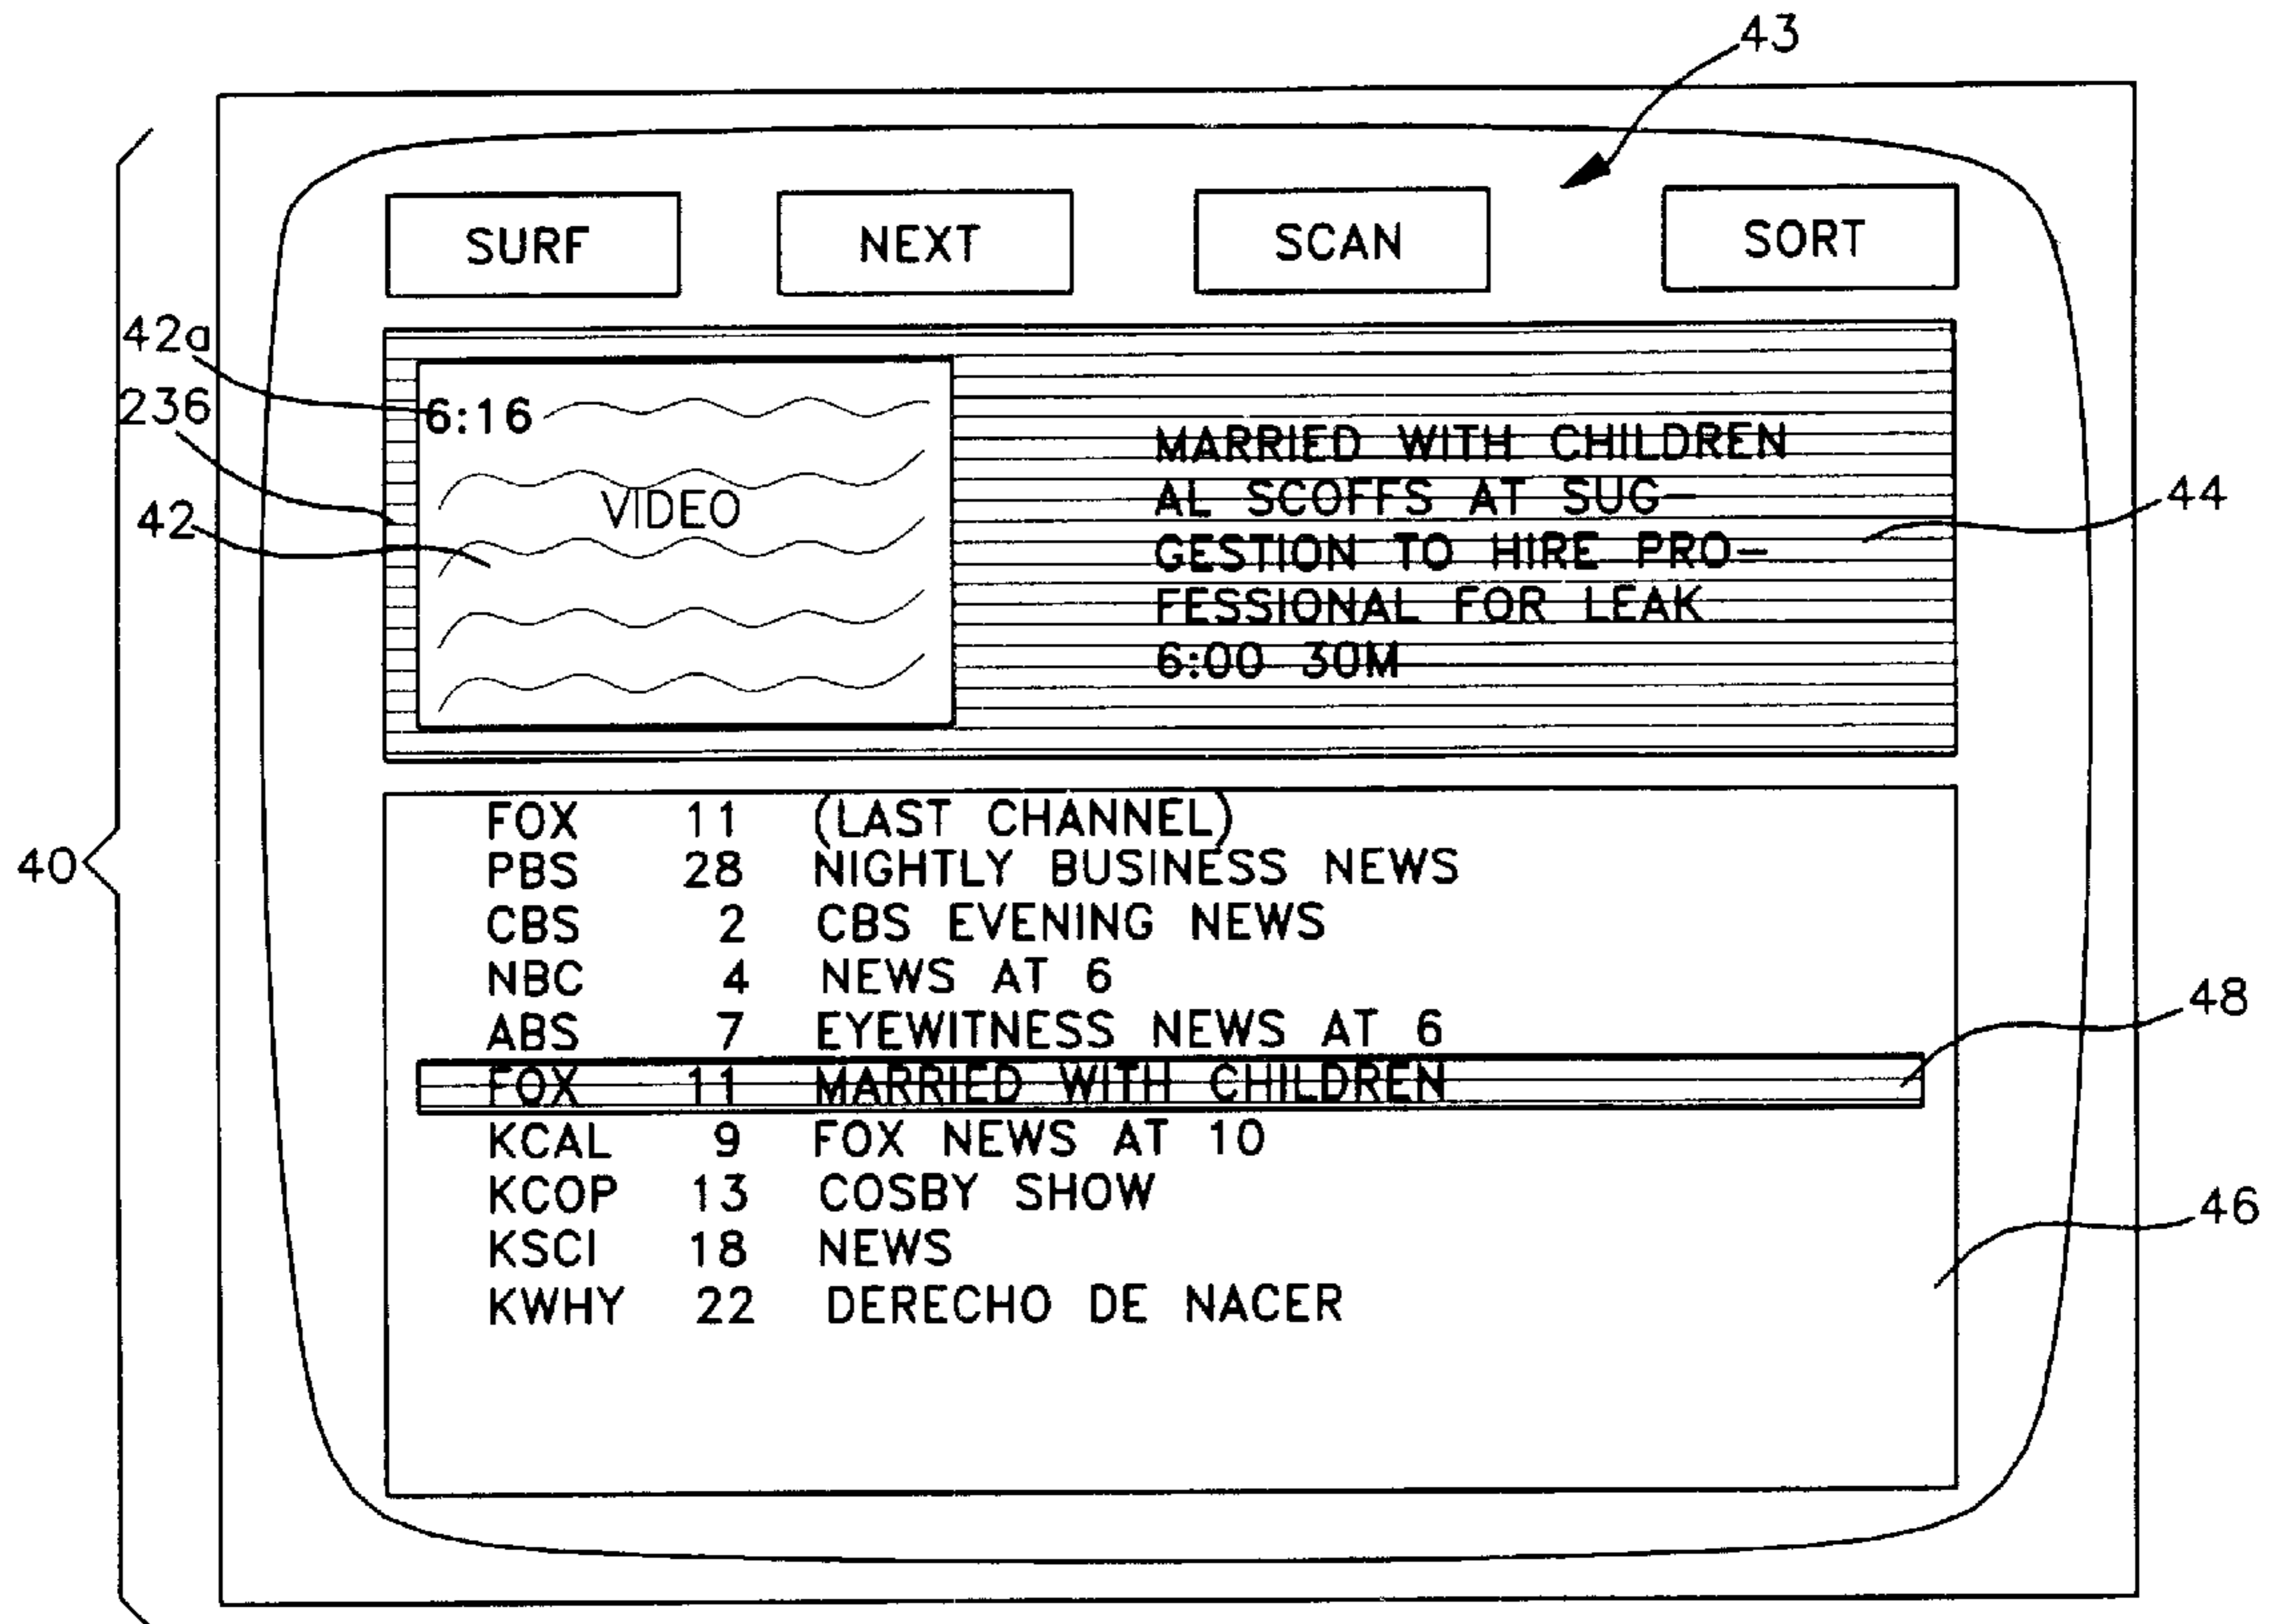 43
SURF NEXT SCAN SORT
42a
236
42
6:16
VIDEO
MARRIED WITH CHILDREN
AL SCOFFS AT SUG-
GESTION TO HIRE PRO-
FESSIONAL FOR LEAK
6:00 30M
44
40
FOX 11 (LAST CHANNEL)
PBS 28 NIGHTLY BUSINESS NEWS
CBS 2 CBS EVENING NEWS
NBC 4 NEWS AT 6
ABS 7 EYEWITNESS NEWS AT 6
FOX 11 MARRIED WITH CHILDREN
KCAL 9 FOX NEWS AT 10
KCOP 13 COSBY SHOW
KSCI 18 NEWS
KWHY 22 DERECHO DE NACER
48
46